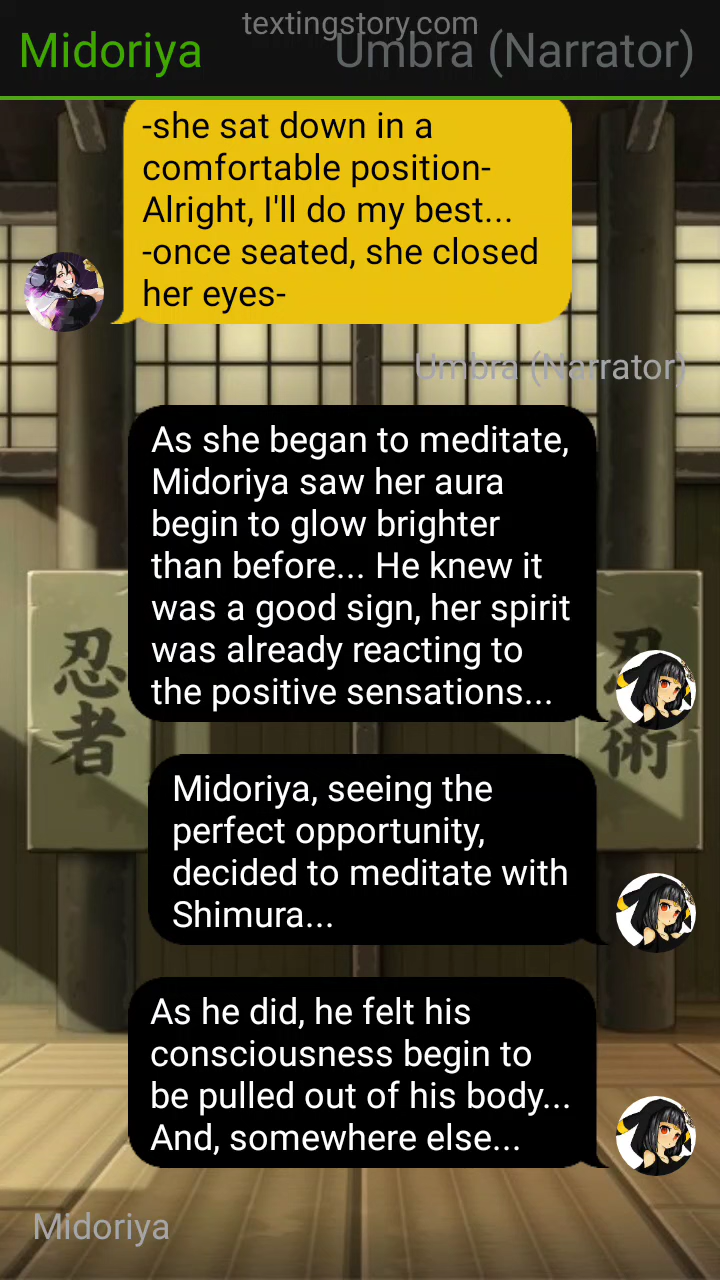 textingstory.com
Midoriya
Umbra (Narrator)
-she sat down in a
comfortable position-
Alright, I'll do my best...
-once seated, she closed
her eyes-
Umbra (Narrator)
As she began to meditate,
Midoriya saw her aura
begin to glow brighter
than before... He knew it
was a good sign, her spirit
was already reacting to
the positive sensations...
忍者
忍術
Midoriya, seeing the
perfect opportunity,
decided to meditate with
Shimura...
As he did, he felt his
consciousness begin to
be pulled out of his body...
And, somewhere else...
Midoriya